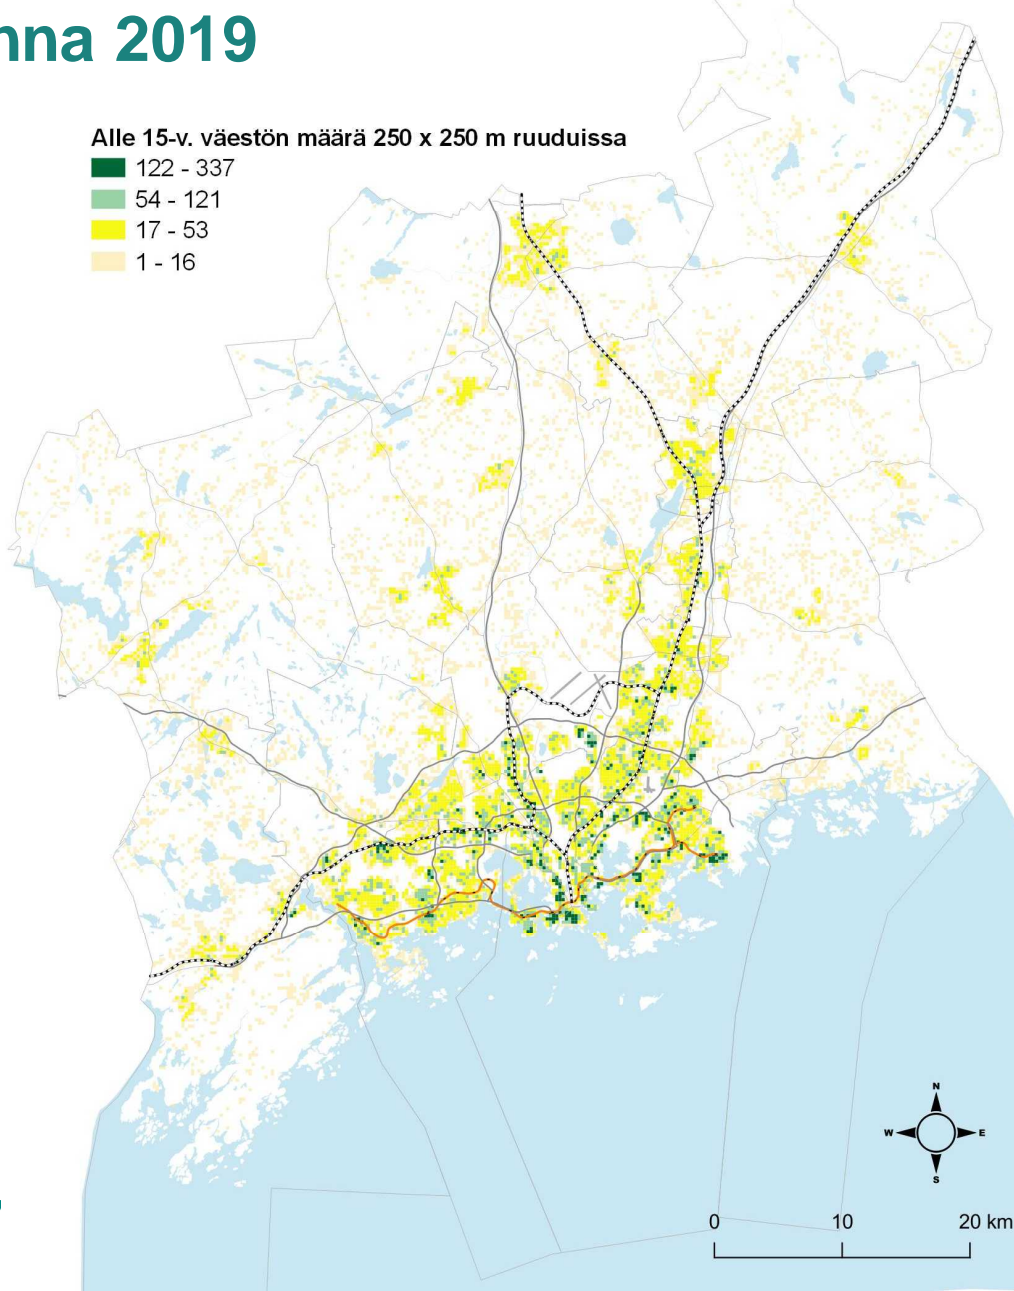 nna 2019
Alle 15-v. väestön määrä 250 x 250 m ruuduissa
122 - 337
54 - 121
17 - 53
1 - 16
N
W E
S
0 10 20 km